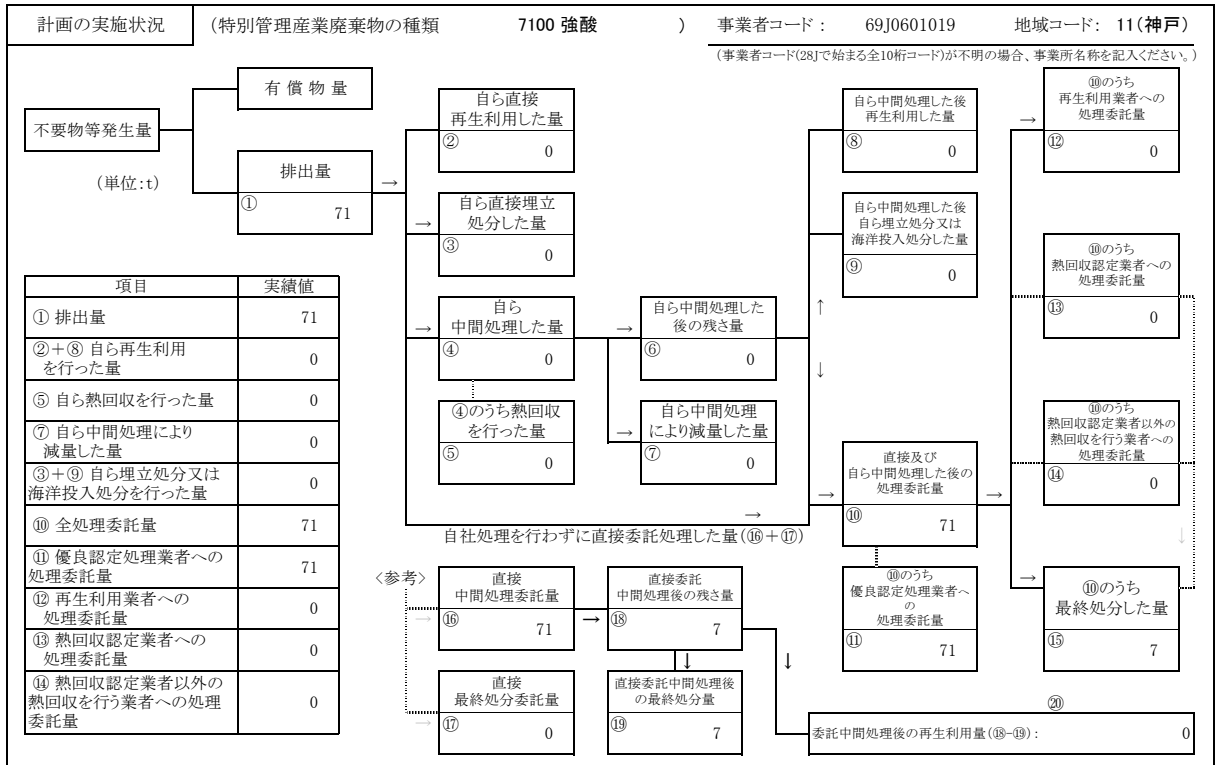 計画の実施状況
(特別管理産業廃棄物の種類 7100 強酸 )
事業者コード: 69J0601019
地域コード: 11(神戸)
(事業者コード(28Jで始まる全10桁コード)が不明の場合、事業所名称を記入ください。)
不要物等発生量
(単位:t)
有償物量
排出量
① 71
→
自ら直接
再生利用した量
② 0
→
自ら直接埋立
処分した量
③ 0
→
自ら
中間処理した量
④ 0
④のうち熱回収
を行った量
⑤ 0
→
自ら中間処理した
後の残さ量
⑥ 0
→
自ら中間処理
により減量した量
⑦ 0
自ら中間処理した後
再生利用した量
⑧ 0
自ら中間処理した後
自ら埋立処分又は
海洋投入処分した量
⑨ 0
↑
↓
→
直接及び
自ら中間処理した後の
処理委託量
⑩ 71
→
⑩のうち
優良認定処理業者へ
の
処理委託量
⑪ 71
→
⑩のうち
再生利用業者への
処理委託量
⑫ 0
⑩のうち
熱回収認定業者への
処理委託量
⑬ 0
⑩のうち
熱回収認定業者以外の
熱回収を行う業者への
処理委託量
⑭ 0
↓
→
⑩のうち
最終処分した量
⑮ 7
→
自社処理を行わずに直接委託処理した量(⑯+⑰)
<参考>
→
直接
中間処理委託量
⑯ 71
→
直接委託
中間処理後の残さ量
⑱ 7
↓
↓
→
直接
最終処分委託量
⑰ 0
直接委託中間処理後
の最終処分量
⑲ 7
⑳
委託中間処理後の再生利用量(⑱-⑲): 0
項目 実績値
① 排出量 71
②+⑧ 自ら再生利用
を行った量 0
⑤ 自ら熱回収を行った量 0
⑦ 自ら中間処理により
減量した量 0
③+⑨ 自ら埋立処分又は
海洋投入処分を行った量 0
⑩ 全処理委託量 71
⑪ 優良認定処理業者への
処理委託量 71
⑫ 再生利用業者への
処理委託量 0
⑬ 熱回収認定業者への
処理委託量 0
⑭ 熱回収認定業者以外の
熱回収を行う業者への処理
委託量 0